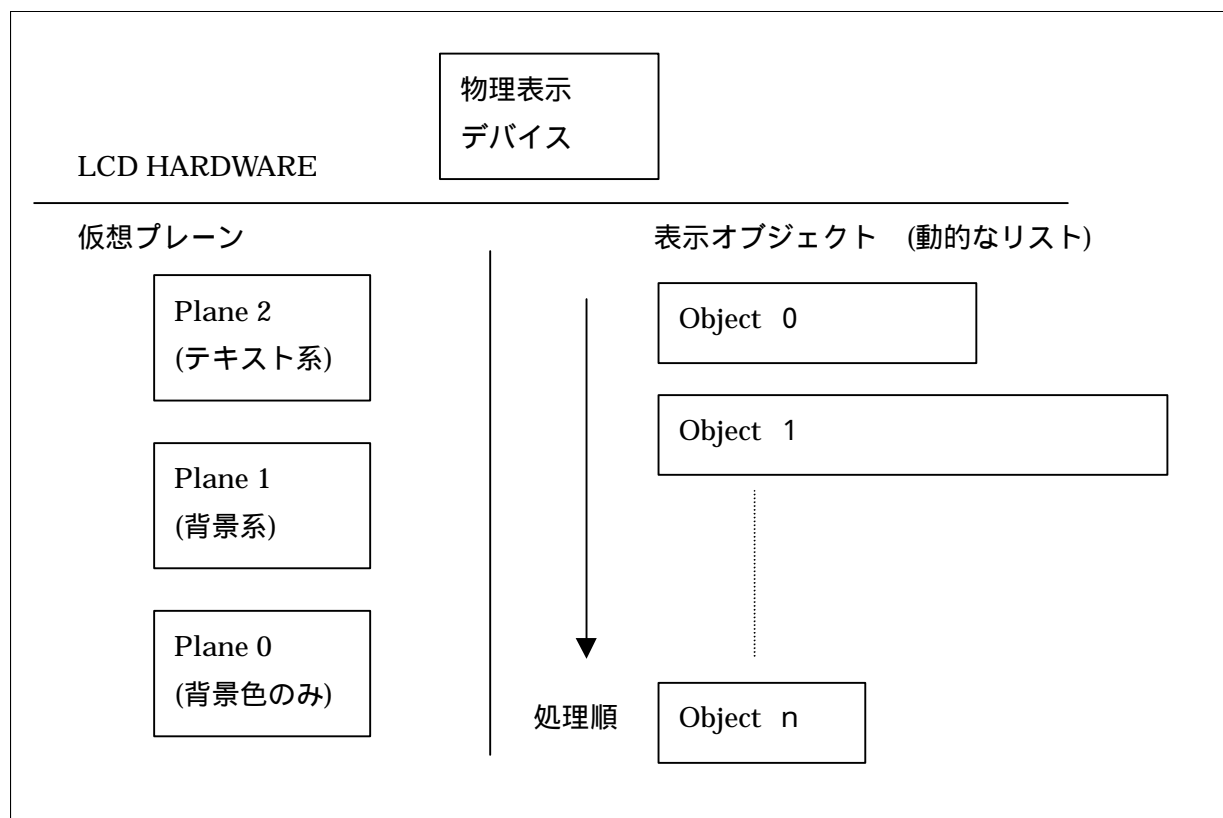 物理表示
デバイス
LCD HARDWARE
仮想プレーン
表示オブジェクト　(動的なリスト)
Plane 2
(テキスト系)
Plane 1
(背景系)
Plane 0
(背景色のみ)
処理順
Object 0
Object 1
Object n